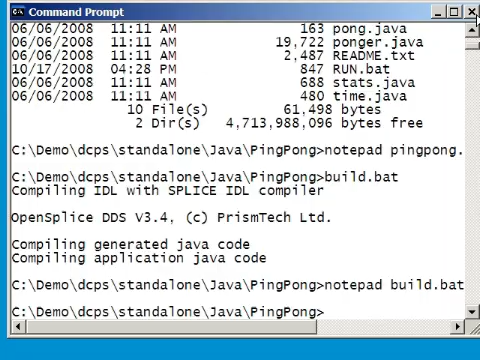 Command Prompt
06/06/2008  11:11 AM               163 pong.java
06/06/2008  11:11 AM            19,722 ponger.java
06/06/2008  11:11 AM             2,487 README.txt
10/17/2008  04:28 PM               847 RUN.bat
06/06/2008  11:11 AM               688 stats.java
06/06/2008  11:11 AM               480 time.java
10 File(s)         61,498 bytes
2 Dir(s)   4,713,988,096 bytes free
C:\Demo\dcps\standalone\Java\PingPong>notepad pingpong.
C:\Demo\dcps\standalone\Java\PingPong>build.bat
Compiling IDL with SPLICE IDL compiler
OpenSplice DDS V3.4, (c) PrismTech Ltd.
Compiling generated java code
Compiling application java code
C:\Demo\dcps\standalone\Java\PingPong>notepad build.bat
C:\Demo\dcps\standalone\Java\PingPong>